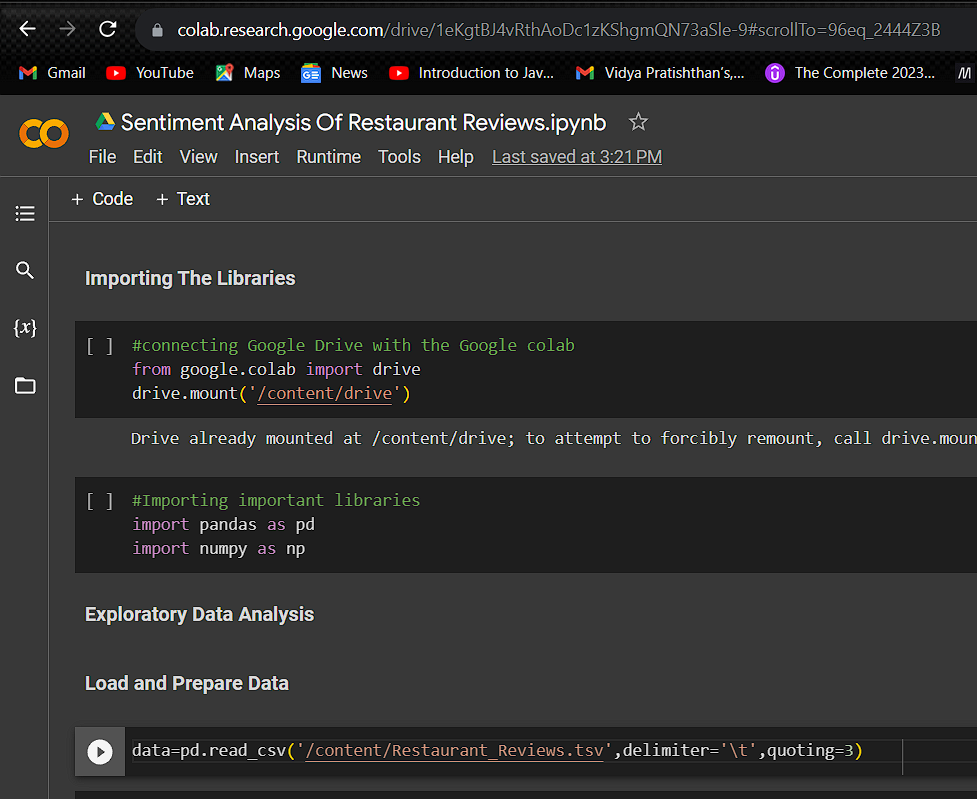 colab.research.google.com/drive/1eKgtBJ4vRthAoDc1zKShgmQN73aSle-9#scrollTo=96eq_2444Z3B
Gmail YouTube Maps News Introduction to Jav... Vidya Pratishthan's,... The Complete 2023...
Sentiment Analysis Of Restaurant Reviews.ipynb
File Edit View Insert Runtime Tools Help Last saved at 3:21 PM
+ Code + Text
Importing The Libraries
[ ] #connecting Google Drive with the Google colab
from google.colab import drive
drive.mount('/content/drive')
Drive already mounted at /content/drive; to attempt to forcibly remount, call drive.moun
[ ] #Importing important libraries
import pandas as pd
{x}
import numpy as np
Exploratory Data Analysis
Load and Prepare Data
data=pd.read_csv('/content/Restaurant_Reviews.tsv',delimiter='\t',quoting=3)